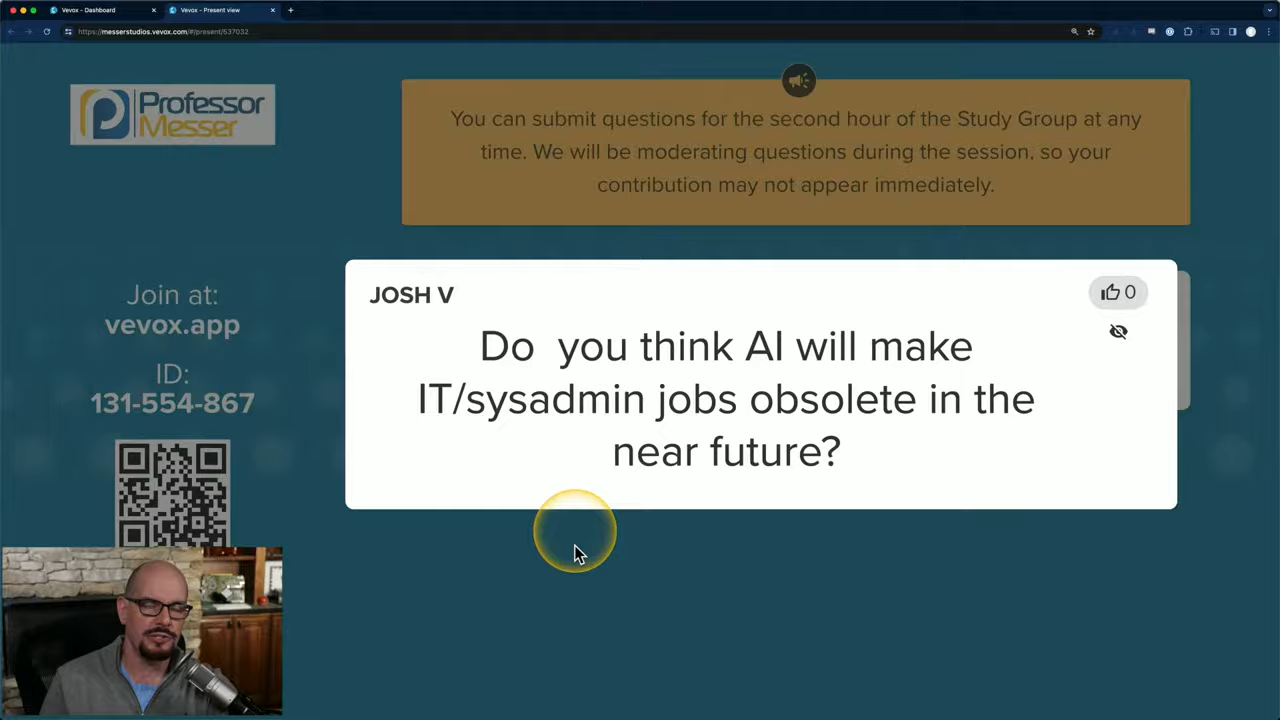 Vevox - Dashboard
Vevox - Present view
https://messerstudios.vevox.com/#/present/537032
Professor
Messer
You can submit questions for the second hour of the Study Group at any
time. We will be moderating questions during the session, so your
contribution may not appear immediately.
JOSH V
0
Do  you think AI will make
IT/sysadmin jobs obsolete in the
near future?
Join at:
vevox.app
ID:
131-554-867